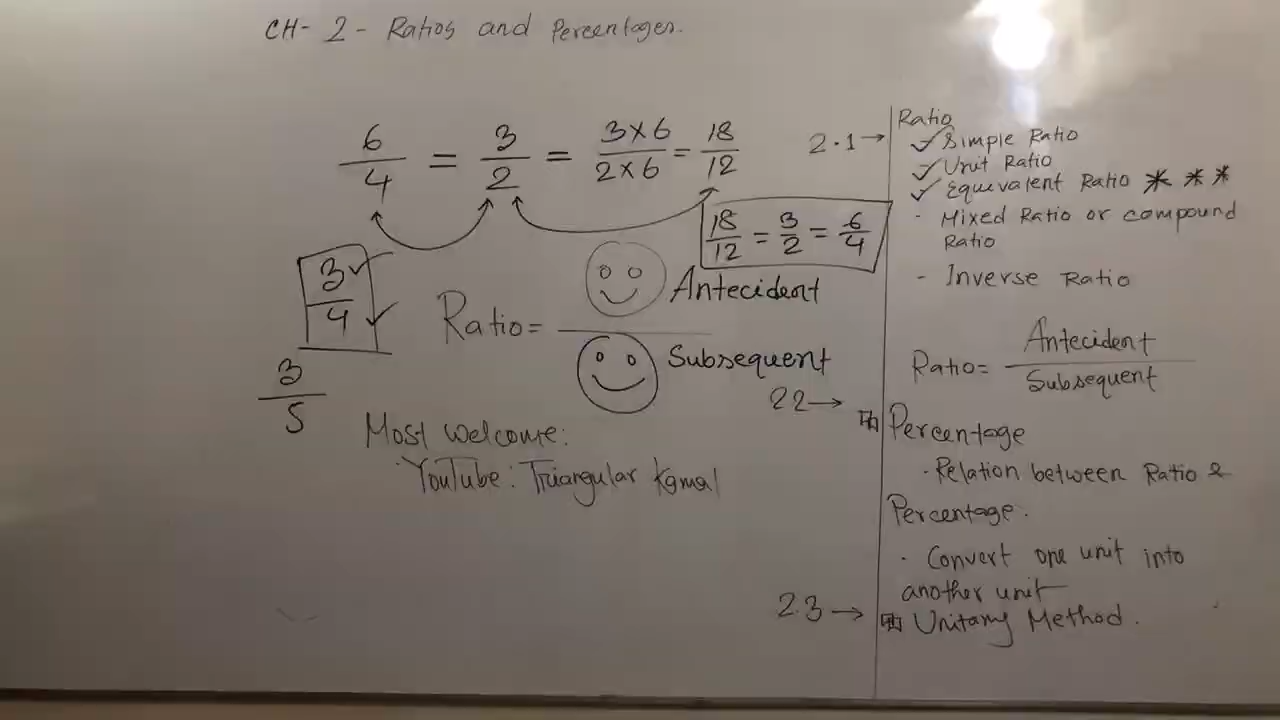 CH- 2 - Ratios and Percentages.
6/4 = 3/2 = 3×6/2×6 = 18/12
18/12 = 3/2 = 6/4
3/4
3/5
Ratio = Antecident/Subsequent
Most welcome:
·YouTube: Triangular Kamal
2.1→ Ratio
✓ Simple Ratio
✓ Unit Ratio
✓ Equivalent Ratio * * *
· Mixed Ratio or compound
Ratio
- Inverse Ratio
Ratio= Antecident/Subsequent
22→ Percentage
·Relation between Ratio &
Percentage.
· Convert one unit into
another unit
2.3→ Unitary Method.